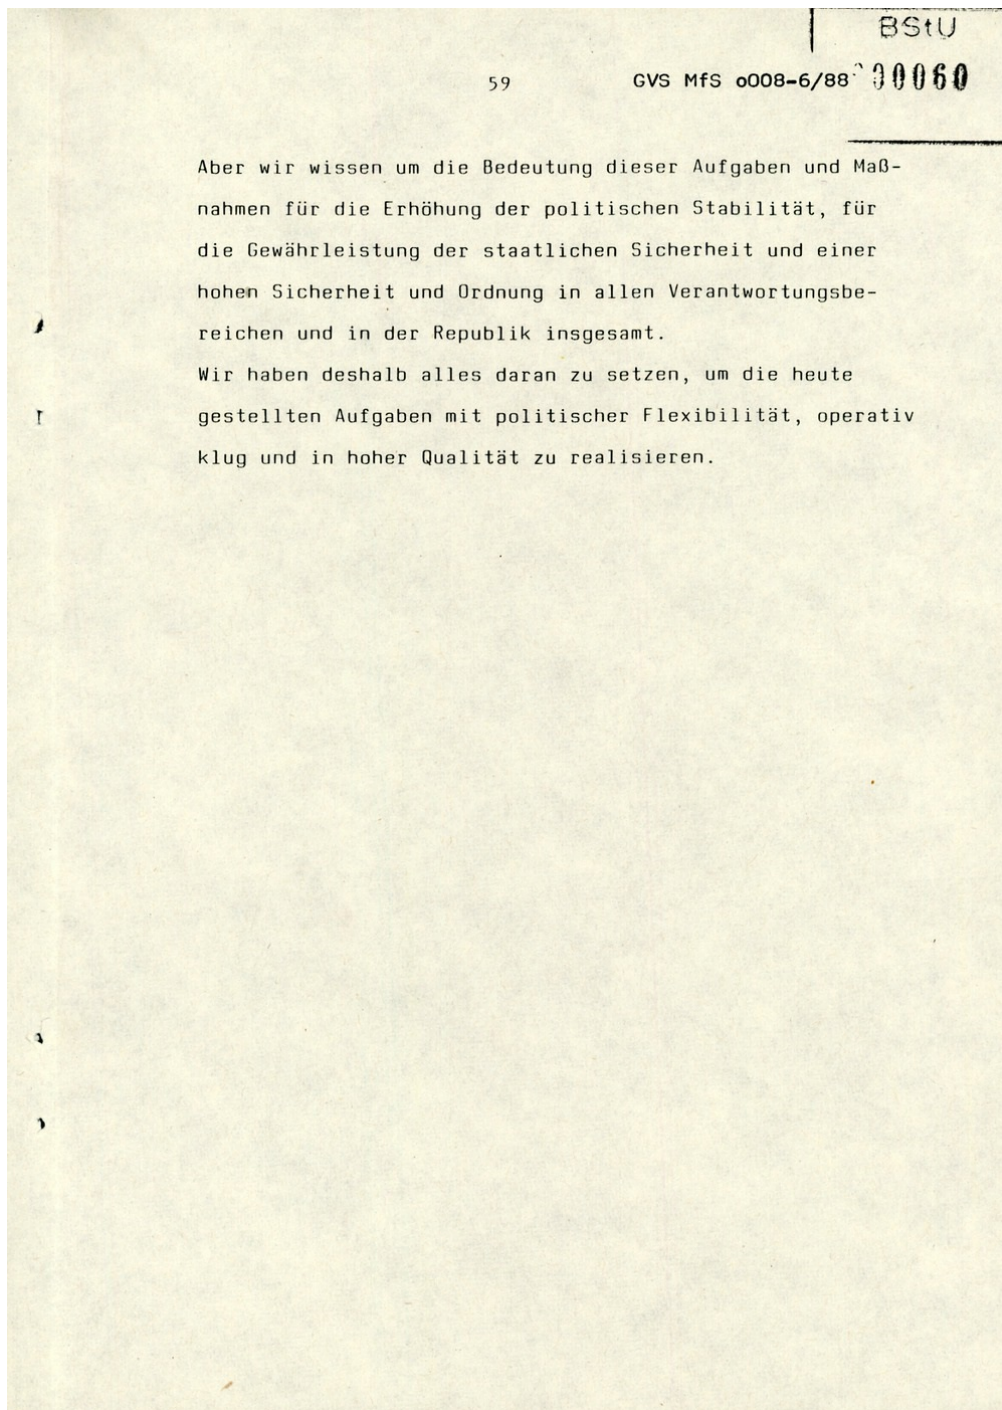 BStU
59 GVS MfS o008-6/88 00060
Aber wir wissen um die Bedeutung dieser Aufgaben und Maß-
nahmen für die Erhöhung der politischen Stabilität, für
die Gewährleistung der staatlichen Sicherheit und einer
hohen Sicherheit und Ordnung in allen Verantwortungsbe-
reichen und in der Republik insgesamt.
Wir haben deshalb alles daran zu setzen, um die heute
gestellten Aufgaben mit politischer Flexibilität, operativ
klug und in hoher Qualität zu realisieren.